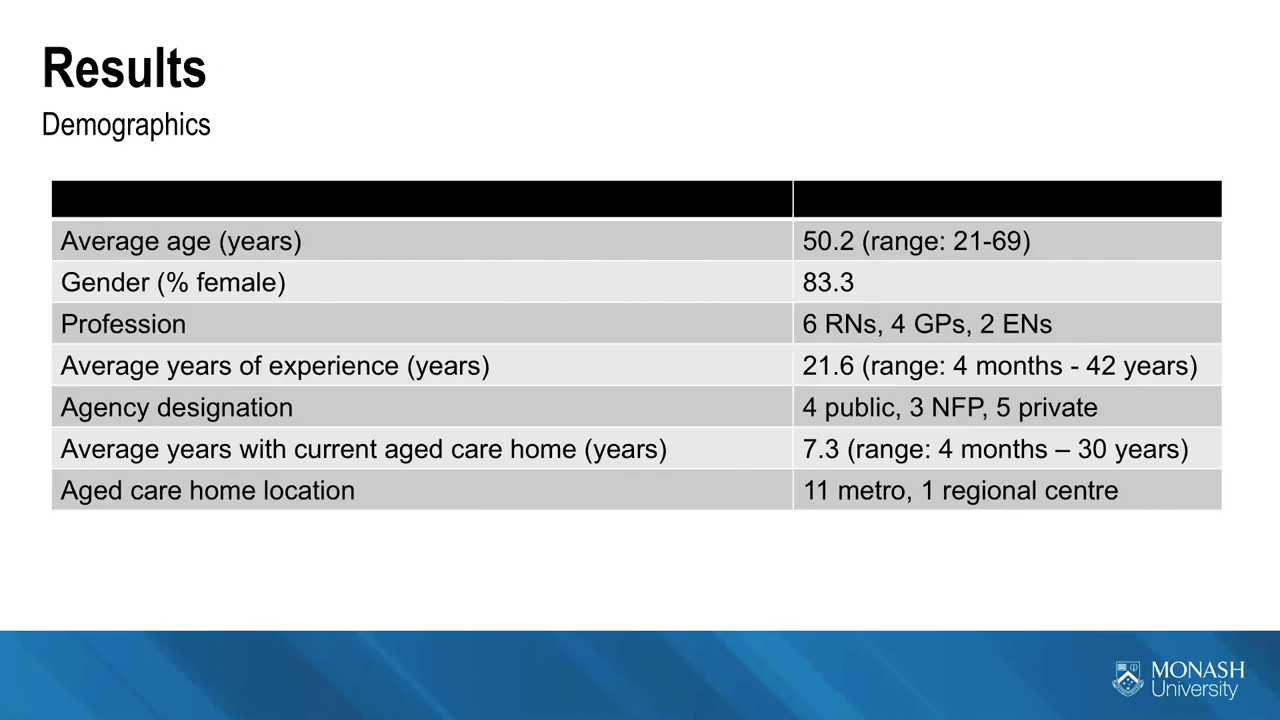 Results
Demographics
Average age (years) 50.2 (range: 21-69)
Gender (% female) 83.3
Profession 6 RNs, 4 GPs, 2 ENs
Average years of experience (years) 21.6 (range: 4 months - 42 years)
Agency designation 4 public, 3 NFP, 5 private
Average years with current aged care home (years) 7.3 (range: 4 months – 30 years)
Aged care home location 11 metro, 1 regional centre
MONASH
University